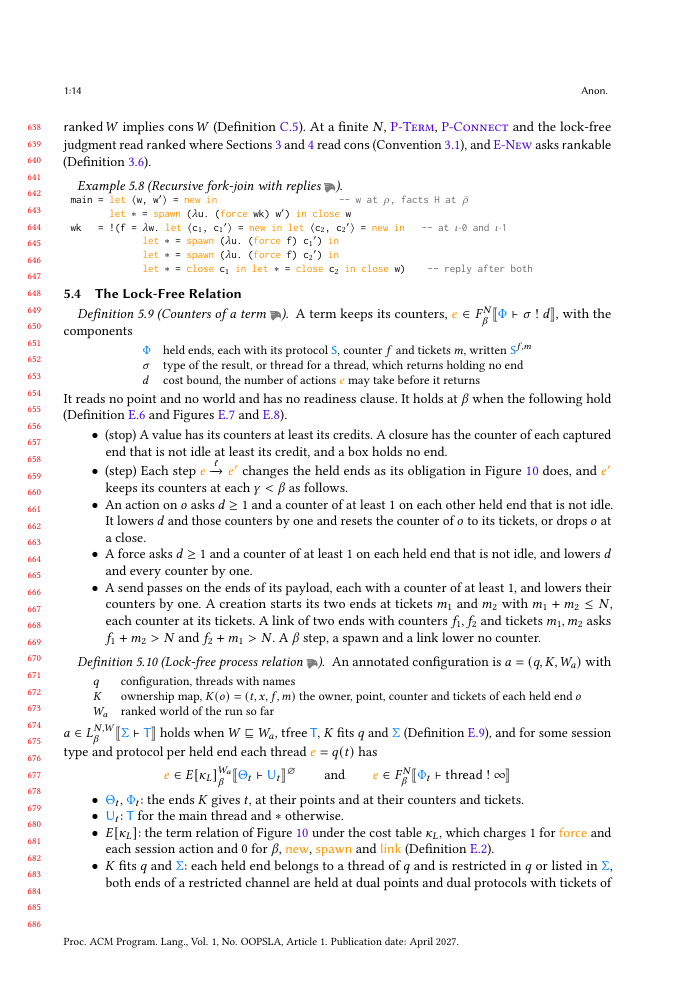 1:14 Anon.
638 ranked W implies cons W (Definition C.5). At a finite N, P-Term, P-Connect and the lock-free
639 judgment read ranked where Sections 3 and 4 read cons (Convention 3.1), and E-New asks rankable
640 (Definition 3.6).
641
642 Example 5.8 (Recursive fork-join with replies).
main = let ⟨w, w′⟩ = new in -- w at ρ, facts H at ρ̄
643 let * = spawn (λu. (force wk) w′) in close w
644 wk = !(f = λw. let ⟨c₁, c₁′⟩ = new in let ⟨c₂, c₂′⟩ = new in -- at ι·0 and ι·1
645 let * = spawn (λu. (force f) c₁′) in
646 let * = spawn (λu. (force f) c₂′) in
647 let * = close c₁ in let * = close c₂ in close w) -- reply after both
648 5.4 The Lock-Free Relation
649 Definition 5.9 (Counters of a term). A term keeps its counters, e ∈ F^N_β⟦Φ ⊢ σ ! d⟧, with the
650 components
651 Φ held ends, each with its protocol S, counter f and tickets m, written S^{f,m}
652 σ type of the result, or thread for a thread, which returns holding no end
653 d cost bound, the number of actions e may take before it returns
654 It reads no point and no world and has no readiness clause. It holds at β when the following hold
655 (Definition E.6 and Figures E.7 and E.8).
656 • (stop) A value has its counters at least its credits. A closure has the counter of each captured
657 end that is not idle at least its credit, and a box holds no end.
658 • (step) Each step e →^ℓ e′ changes the held ends as its obligation in Figure 10 does, and e′
659
660 keeps its counters at each γ < β as follows.
661 • An action on o asks d ≥ 1 and a counter of at least 1 on each other held end that is not idle.
662 It lowers d and those counters by one and resets the counter of o to its tickets, or drops o at
663 a close.
664 • A force asks d ≥ 1 and a counter of at least 1 on each held end that is not idle, and lowers d
665 and every counter by one.
666 • A send passes on the ends of its payload, each with a counter of at least 1, and lowers their
667 counters by one. A creation starts its two ends at tickets m₁ and m₂ with m₁ + m₂ ≤ N,
668 each counter at its tickets. A link of two ends with counters f₁, f₂ and tickets m₁, m₂ asks
669 f₁ + m₂ > N and f₂ + m₁ > N. A β step, a spawn and a link lower no counter.
670 Definition 5.10 (Lock-free process relation). An annotated configuration is a = (q, K, W_a) with
671 q configuration, threads with names
672 K ownership map, K(o) = (t, x, f, m) the owner, point, counter and tickets of each held end o
673 W_a ranked world of the run so far
674 a ∈ L^{N,W}_β⟦Σ ⊢ T⟧ holds when W ⊑ W_a, tfree T, K fits q and Σ (Definition E.9), and for some session
675
676 type and protocol per held end each thread e = q(t) has
677 e ∈ E[κ_L]^{W_a}_β⟦Θ_t ⊢ U_t⟧^∅ and e ∈ F^N_β⟦Φ_t ⊢ thread ! ∞⟧
678 • Θ_t, Φ_t: the ends K gives t, at their points and at their counters and tickets.
679
680 • U_t: T for the main thread and * otherwise.
681 • E[κ_L]: the term relation of Figure 10 under the cost table κ_L, which charges 1 for force and
682 each session action and 0 for β, new, spawn and link (Definition E.2).
683 • K fits q and Σ: each held end belongs to a thread of q and is restricted in q or listed in Σ,
684 both ends of a restricted channel are held at dual points and dual protocols with tickets of
685
686
Proc. ACM Program. Lang., Vol. 1, No. OOPSLA, Article 1. Publication date: April 2027.